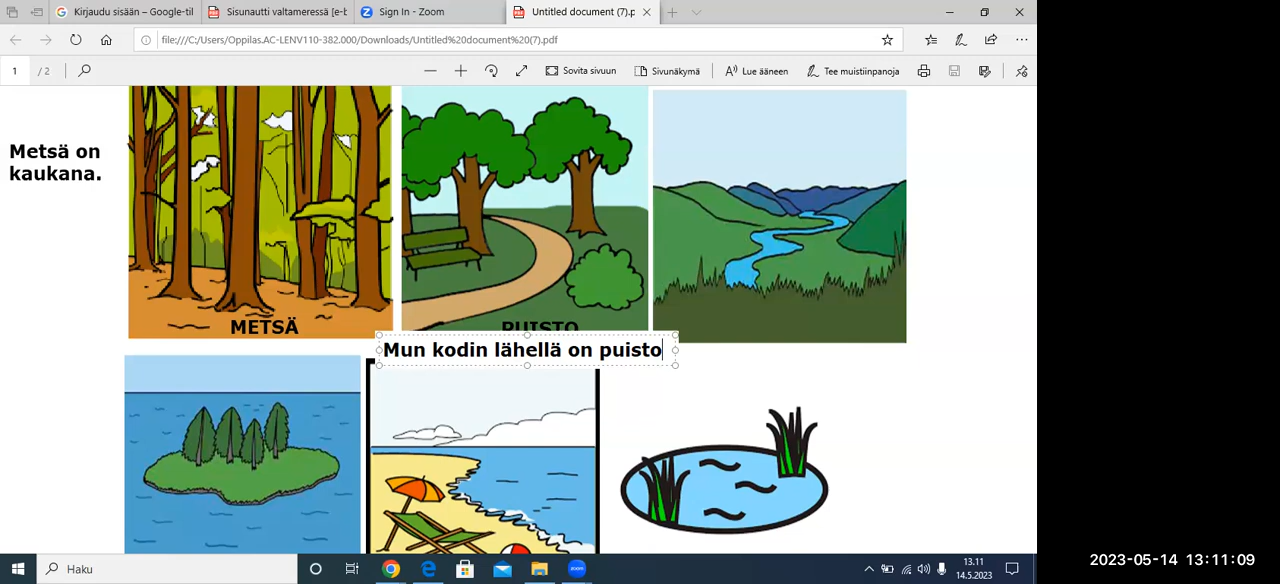 Kirjaudu sisään – Google-til
Sisunautti valtameressä [e-b
Sign In - Zoom
Untitled document (7).p
file:///C:/Users/Oppilas.AC-LENV110-382.000/Downloads/Untitled%20document%20(7).pdf
1 / 2
Sovita sivuun
Sivunäkymä
Lue ääneen
Tee muistiinpanoja
Metsä on
kaukana.
METSÄ
PUISTO
Mun kodin lähellä on puisto
Haku
zoom
13.11
14.5.2023
2023-05-14 13:11:09